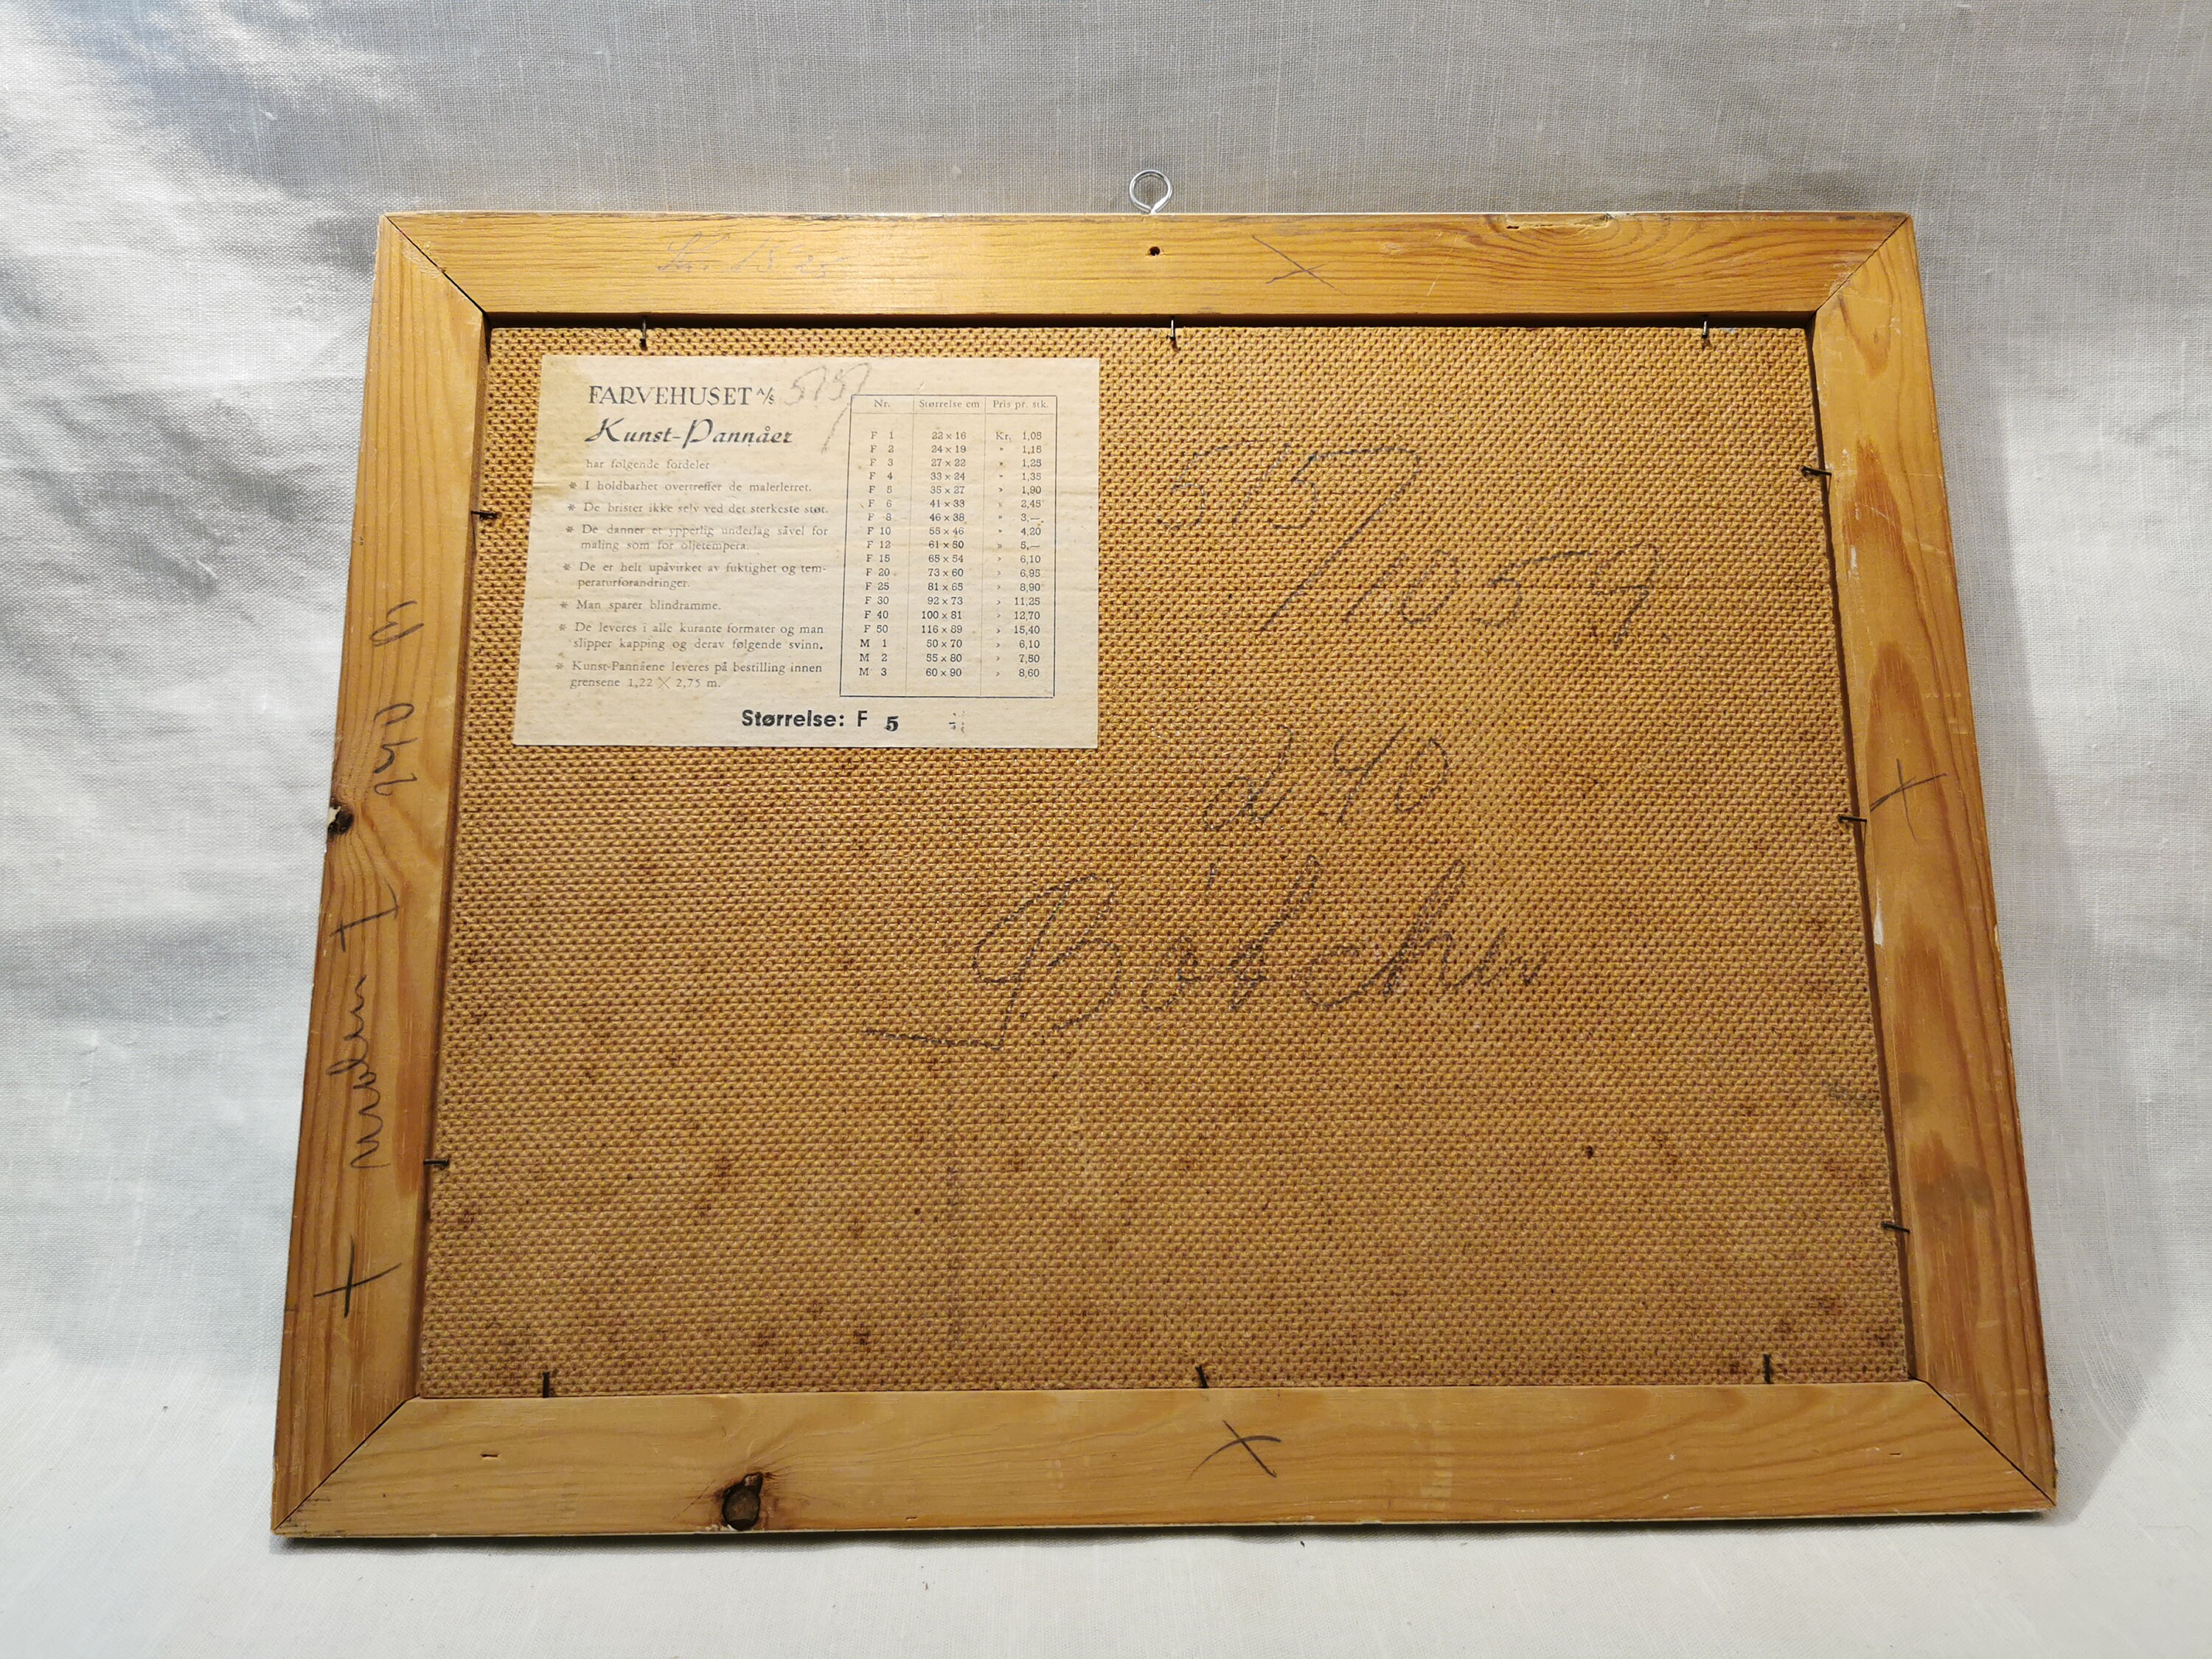 Kr. 15.25
FARVEHUSET A/S 5757
Kunst-Pannåer
har følgende fordeler
* I holdbarhet overtreffer de malerlerret.
* De brister ikke selv ved det sterkeste støt.
* De danner et ypperlig underlag såvel for
maling som for oljetempera.
* De er helt upåvirket av fuktighet og tem-
peraturforandringer.
* Man sparer blindramme.
* De leveres i alle kurante formater og man
slipper kapping og derav følgende svinn.
* Kunst-Pannåene leveres på bestilling innen
grensene 1,22 X 2,75 m.
Nr. Størrelse cm Pris pr. stk.
F 1 22 × 16 Kr. 1,05
F 2 24 × 19 » 1,15
F 3 27 × 22 » 1,25
F 4 33 × 24 » 1,35
F 5 35 × 27 » 1,90
F 6 41 × 33 » 2,45
F 8 46 × 38 » 3,—
F 10 55 × 46 » 4,20
F 12 61 × 50 » 5,—
F 15 65 × 54 » 6,10
F 20 73 × 60 » 6,95
F 25 81 × 65 » 8,90
F 30 92 × 73 » 11,25
F 40 100 × 81 » 12,70
F 50 116 × 89 » 15,40
M 1 50 × 70 » 6,10
M 2 55 × 80 » 7,50
M 3 60 × 90 » 8,60
Størrelse: F 5
5757
240